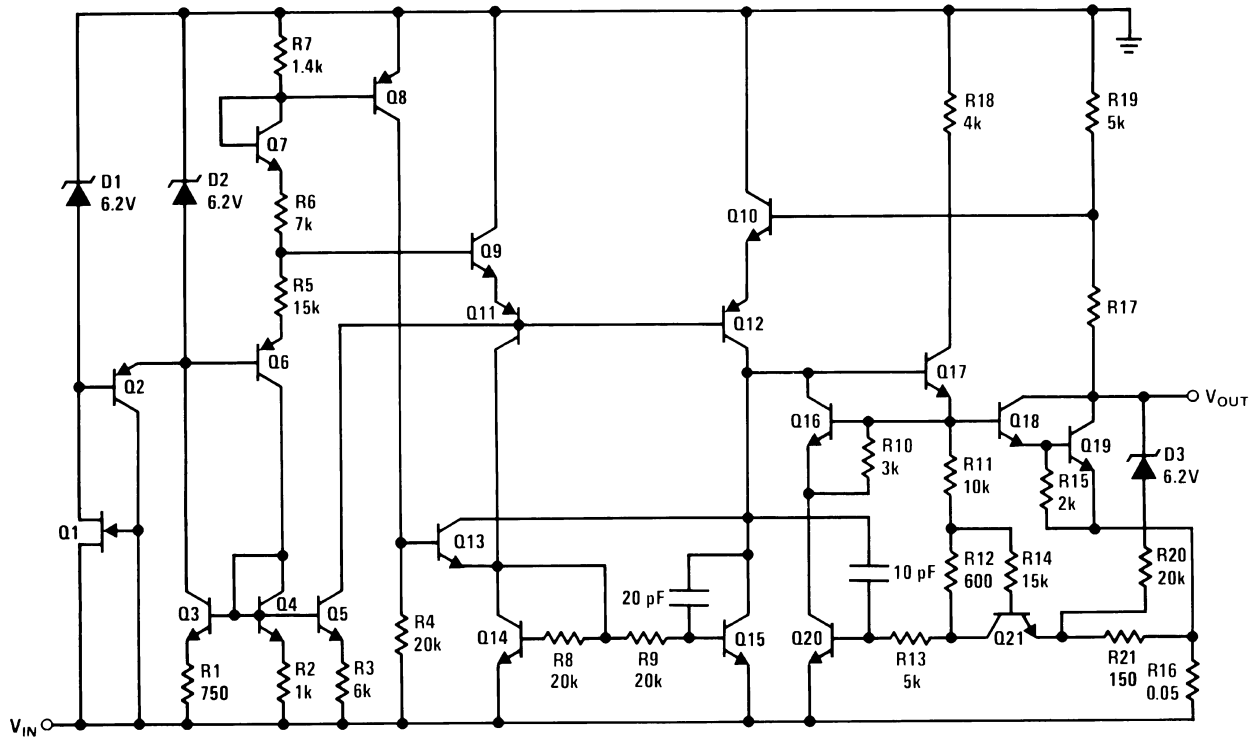 R7
1.4k
Q8
R18
4k
R19
5k
Q7
D1
6.2V
D2
6.2V
R6
7k
Q10
Q9
R5
15k
Q11
Q12
R17
Q6
Q2
Q17
VOUT
Q16
Q18
R10
3k
Q19
D3
6.2V
R11
10k
R15
2k
Q1
Q13
10 pF
R12
600
R14
15k
R20
20k
20 pF
Q3
Q4
Q5
R4
20k
Q14
Q15
Q20
Q21
R8
20k
R9
20k
R13
5k
R21
150
R16
0.05
R1
750
R2
1k
R3
6k
VIN